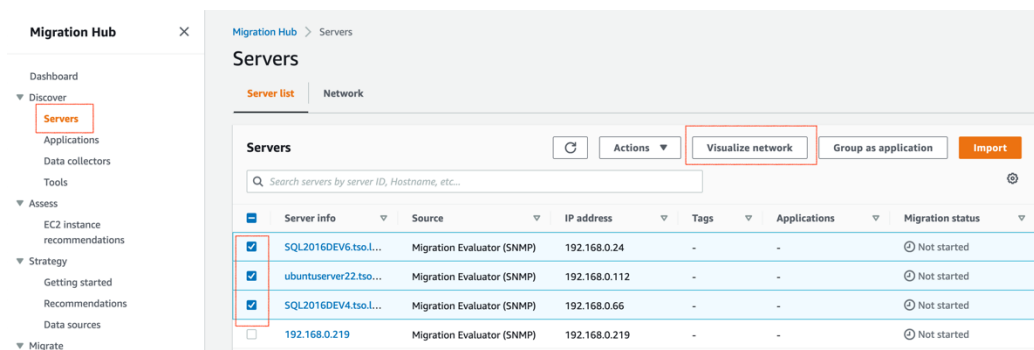 Migration Hub
Dashboard
Discover
Servers
Applications
Data collectors
Tools
Assess
EC2 instance
recommendations
Strategy
Getting started
Recommendations
Data sources
Migrate
Migration Hub > Servers
Servers
Server list Network
Servers Actions Visualize network Group as application Import
Search servers by server ID, Hostname, etc...
Server info Source IP address Tags Applications Migration status
SQL2016DEV6.tso.l... Migration Evaluator (SNMP) 192.168.0.24 - - Not started
ubuntuserver22.tso... Migration Evaluator (SNMP) 192.168.0.112 - - Not started
SQL2016DEV4.tso.l... Migration Evaluator (SNMP) 192.168.0.66 - - Not started
192.168.0.219 Migration Evaluator (SNMP) 192.168.0.219 - - Not started